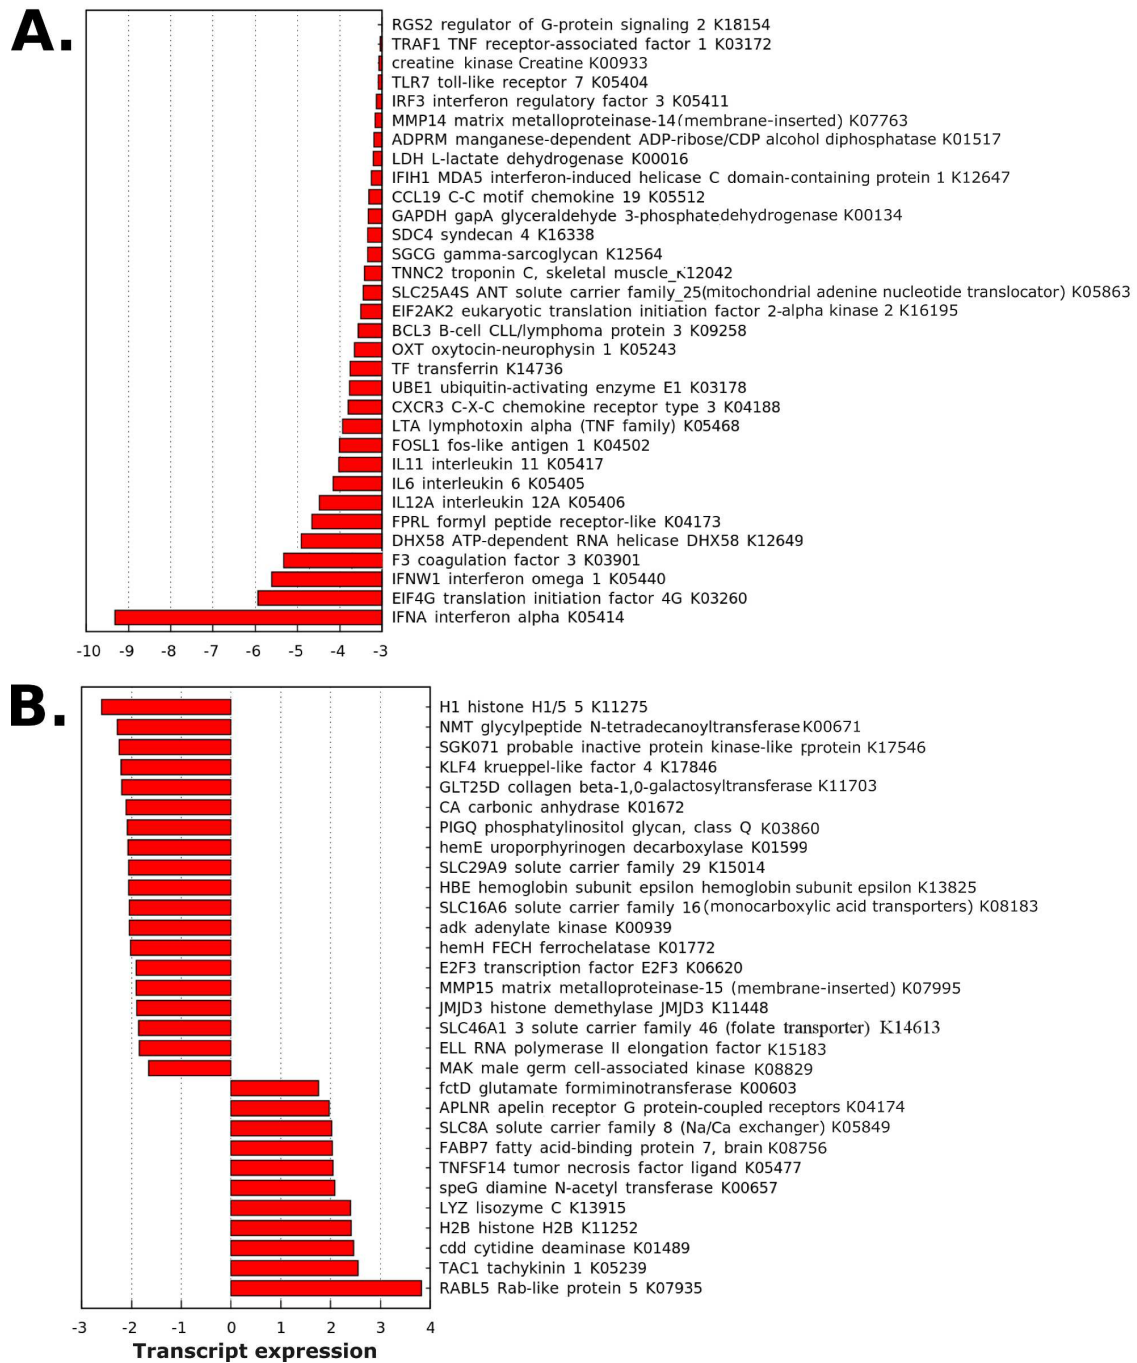 A.
RGS2 regulator of G-protein signaling 2 K18154
TRAF1 TNF receptor-associated factor 1 K03172
creatine kinase Creatine K00933
TLR7 toll-like receptor 7 K05404
IRF3 interferon regulatory factor 3 K05411
MMP14 matrix metalloproteinase-14(membrane-inserted) K07763
ADPRM manganese-dependent ADP-ribose/CDP alcohol diphosphatase K01517
LDH L-lactate dehydrogenase K00016
IFIH1 MDA5 interferon-induced helicase C domain-containing protein 1 K12647
CCL19 C-C motif chemokine 19 K05512
GAPDH gapA glyceraldehyde 3-phosphatedehydrogenase K00134
SDC4 syndecan 4 K16338
SGCG gamma-sarcoglycan K12564
TNNC2 troponin C, skeletal muscle_K12042
SLC25A4S ANT solute carrier family_25(mitochondrial adenine nucleotide translocator) K05863
EIF2AK2 eukaryotic translation initiation factor 2-alpha kinase 2 K16195
BCL3 B-cell CLL/lymphoma protein 3 K09258
OXT oxytocin-neurophysin 1 K05243
TF transferrin K14736
UBE1 ubiquitin-activating enzyme E1 K03178
CXCR3 C-X-C chemokine receptor type 3 K04188
LTA lymphotoxin alpha (TNF family) K05468
FOSL1 fos-like antigen 1 K04502
IL11 interleukin 11 K05417
IL6 interleukin 6 K05405
IL12A interleukin 12A K05406
FPRL formyl peptide receptor-like K04173
DHX58 ATP-dependent RNA helicase DHX58 K12649
F3 coagulation factor 3 K03901
IFNW1 interferon omega 1 K05440
EIF4G translation initiation factor 4G K03260
IFNA interferon alpha K05414
-10 -9 -8 -7 -6 -5 -4 -3
B.
H1 histone H1/5 5 K11275
NMT glycylpeptide N-tetradecanoyltransferase K00671
SGK071 probable inactive protein kinase-like pprotein K17546
KLF4 krueppel-like factor 4 K17846
GLT25D collagen beta-1,0-galactosyltransferase K11703
CA carbonic anhydrase K01672
PIGQ phosphatylinositol glycan, class Q K03860
hemE uroporphyrinogen decarboxylase K01599
SLC29A9 solute carrier family 29 K15014
HBE hemoglobin subunit epsilon hemoglobin subunit epsilon K13825
SLC16A6 solute carrier family 16(monocarboxylic acid transporters) K08183
adk adenylate kinase K00939
hemH FECH ferrochelatase K01772
E2F3 transcription factor E2F3 K06620
MMP15 matrix metalloproteinase-15 (membrane-inserted) K07995
JMJD3 histone demethylase JMJD3 K11448
SLC46A1 3 solute carrier family 46 (folate transporter) K14613
ELL RNA polymerase II elongation factor K15183
MAK male germ cell-associated kinase K08829
fctD glutamate formiminotransferase K00603
APLNR apelin receptor G protein-coupled receptors K04174
SLC8A solute carrier family 8 (Na/Ca exchanger) K05849
FABP7 fatty acid-binding protein 7, brain K08756
TNFSF14 tumor necrosis factor ligand K05477
speG diamine N-acetyl transferase K00657
LYZ lisozyme C K13915
H2B histone H2B K11252
cdd cytidine deaminase K01489
TAC1 tachykinin 1 K05239
RABL5 Rab-like protein 5 K07935
-3 -2 -1 0 1 2 3 4
Transcript expression